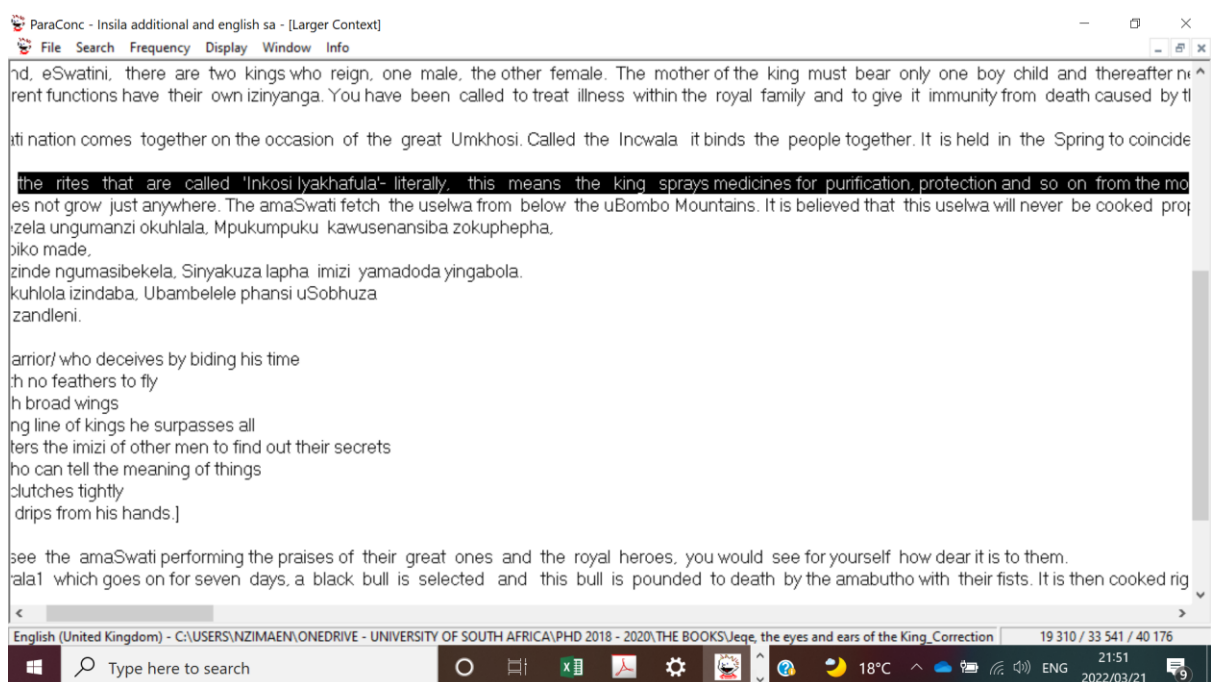 ParaConc - Insila additional and english sa - [Larger Context]
File Search Frequency Display Window Info
eSwatini, there are two kings who reign, one male, the other female. The mother of the king must bear only one boy child and thereafter
functions have their own izinyanga. You have been called to treat illness within the royal family and to give it immunity from death caused by
nation comes together on the occasion of the great Umkhosi. Called the Incwala it binds the people together. It is held in the Spring to coincide
the rites that are called 'Inkosi Iyakhafula'- literally, this means the king sprays medicines for purification, protection and so on from the mo
es not grow just anywhere. The amaSwati fetch the uselwa from below the uBombo Mountains. It is believed that this uselwa will never be cooked
zela ungumanzi okuhlala, Mpukumpuku kawusenansiba zokuphepha,
made,
zinde ngumasibekela, Sinyakuza lapha imizi yamadoda yingabola.
kuhlola izindaba, Ubambelele phansi uSobhuza
zandleni.
arrior/ who deceives by biding his time
no feathers to fly
broad wings
ng line of kings he surpasses all
ters the imizi of other men to find out their secrets
ho can tell the meaning of things
clutches tightly
drips from his hands.]
see the amaSwati performing the praises of their great ones and the royal heroes, you would see for yourself how dear it is to them.
ala1 which goes on for seven days, a black bull is selected and this bull is pounded to death by the amabutho with their fists. It is then cooked rig
English (United Kingdom) - C:\USERS\NZIMAEN\ONEDRIVE - UNIVERSITY OF SOUTH AFRICA\PHD 2018 - 2020\THE BOOKS\Jeqe, the eyes and ears of the King_Correction 19 310 / 33 541 / 40 176
Type here to search 18°C ENG 21:51
2022/03/21
9